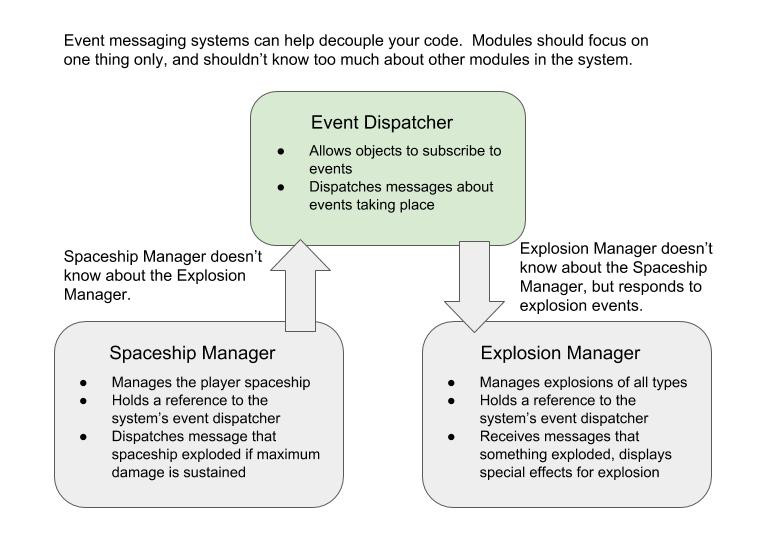 Event messaging systems can help decouple your code.  Modules should focus on
one thing only, and shouldn't know too much about other modules in the system.
Event Dispatcher
● Allows objects to subscribe to
events
● Dispatches messages about
events taking place
Spaceship Manager doesn't
know about the Explosion
Manager.
Explosion Manager doesn't
know about the Spaceship
Manager, but responds to
explosion events.
Spaceship Manager
● Manages the player spaceship
● Holds a reference to the
system's event dispatcher
● Dispatches message that
spaceship exploded if maximum
damage is sustained
Explosion Manager
● Manages explosions of all types
● Holds a reference to the
system's event dispatcher
● Receives messages that
something exploded, displays
special effects for explosion